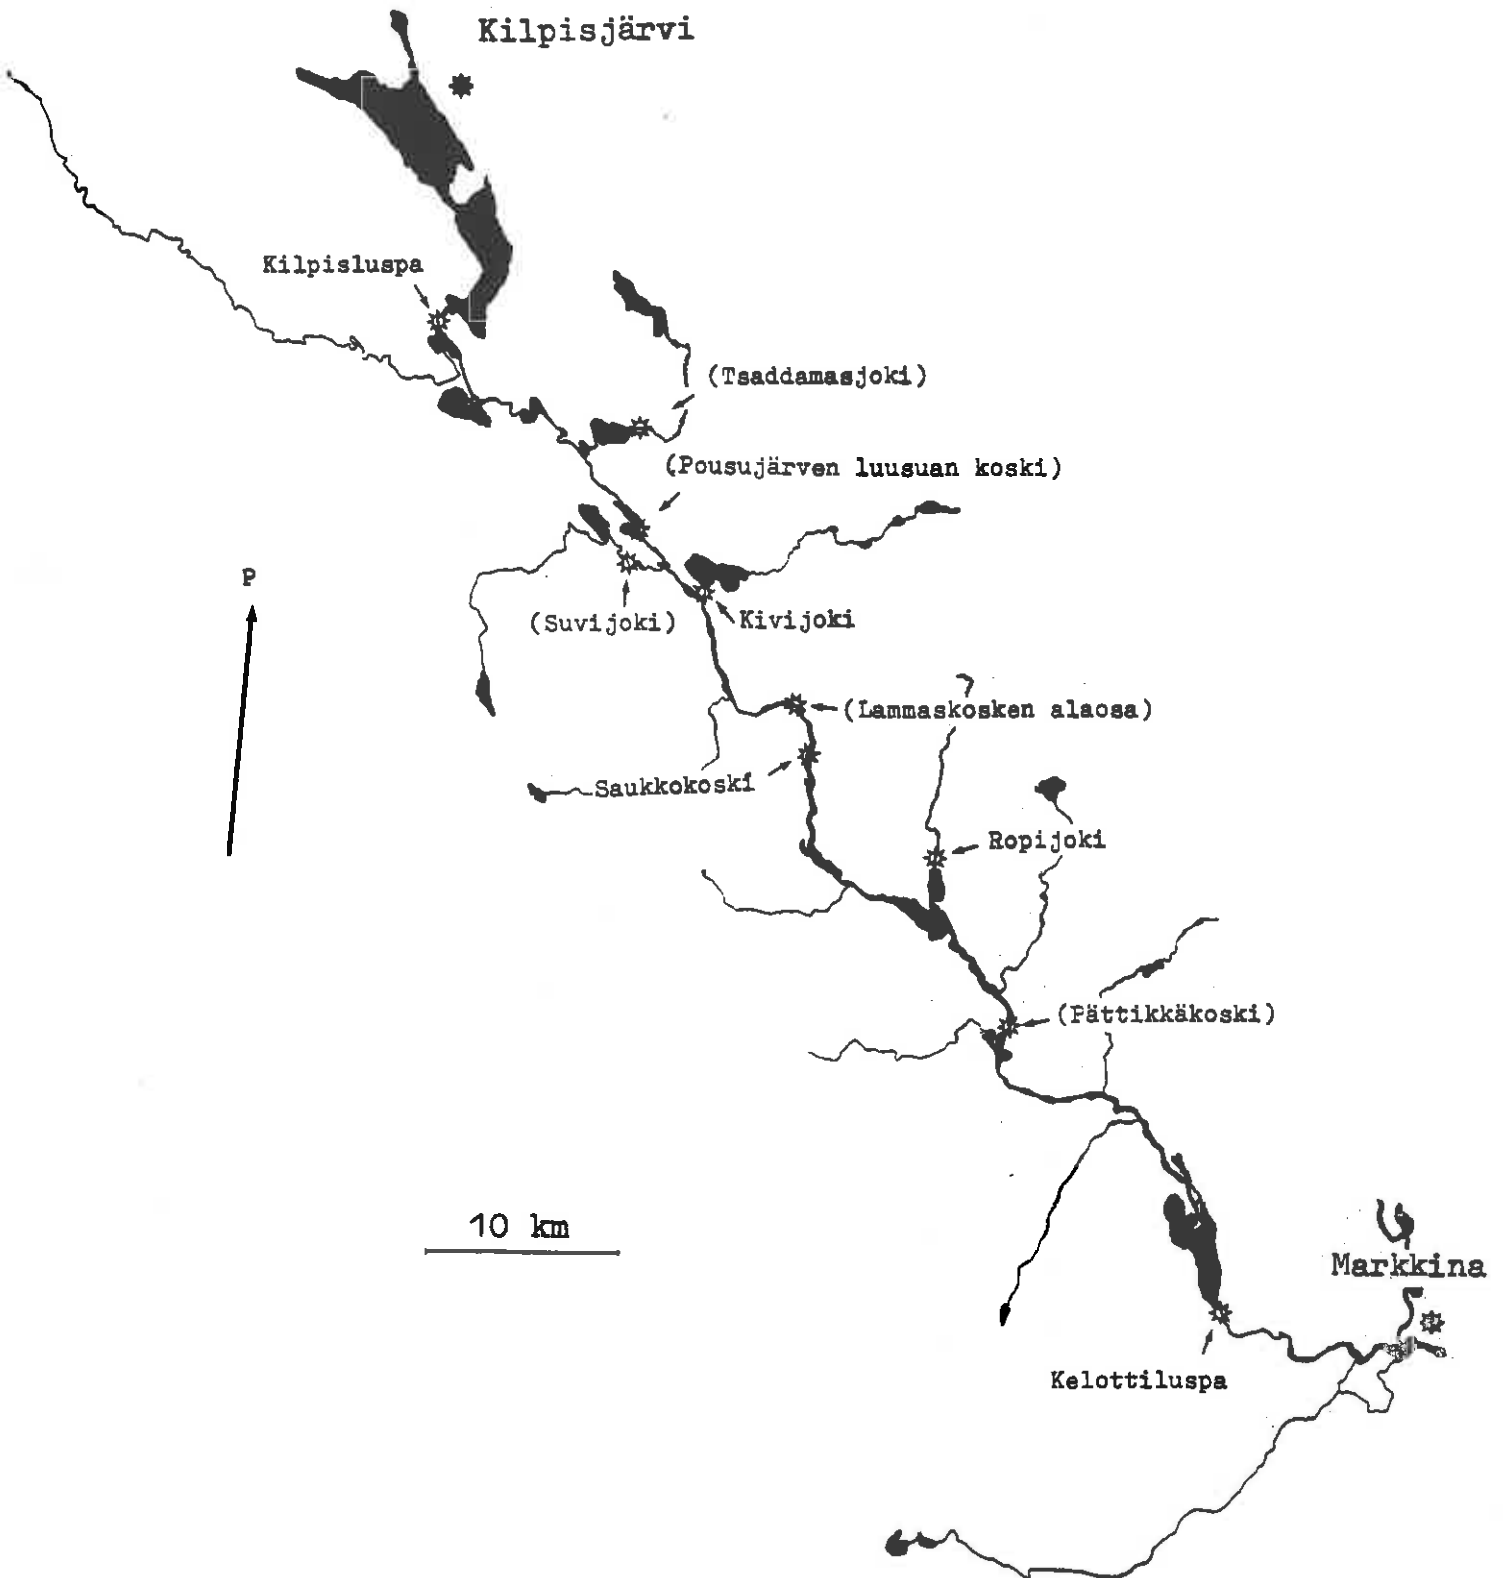 Kilpisjärvi
Kilpisluspa
(Tsaddamasjoki)
(Pousujärven luusuan koski)
P
(Suvijoki)
Kivijoki
(Lammaskosken alaosa)
Saukkokoski
Ropijoki
(Pättikkäkoski)
10 km
Markkina
Kelottiluspa